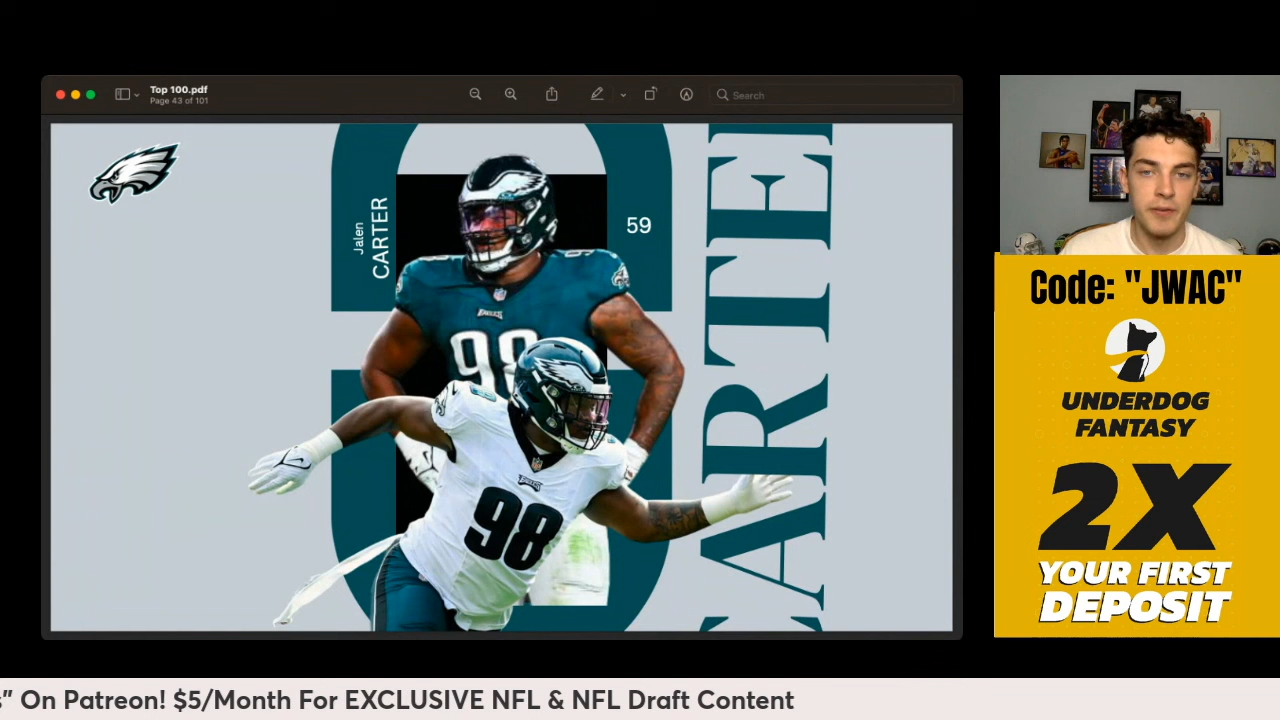 Top 100.pdf
Page 43 of 101
Search
Jalen
CARTER
59
CARTER
98
EAGLES
98
Code: "JWAC"
UNDERDOG
FANTASY
2X
YOUR FIRST
DEPOSIT
" On Patreon! $5/Month For EXCLUSIVE NFL & NFL Draft Content